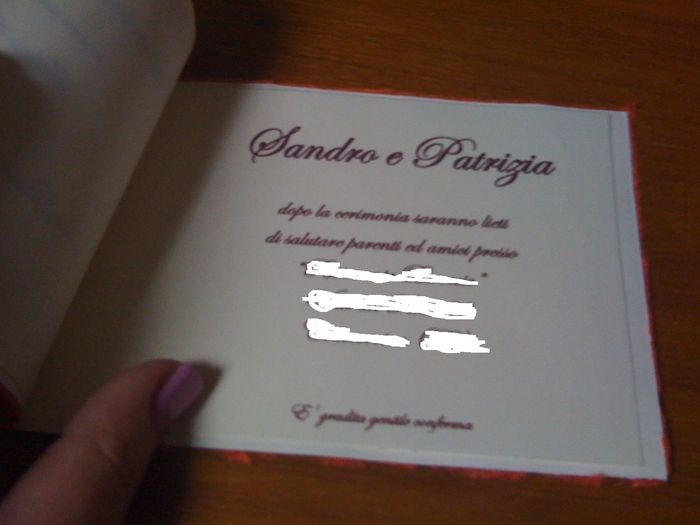 Sandro e Patrizia
dopo la cerimonia saranno lieti
di salutare parenti ed amici presso
E' gradita gentile conferma